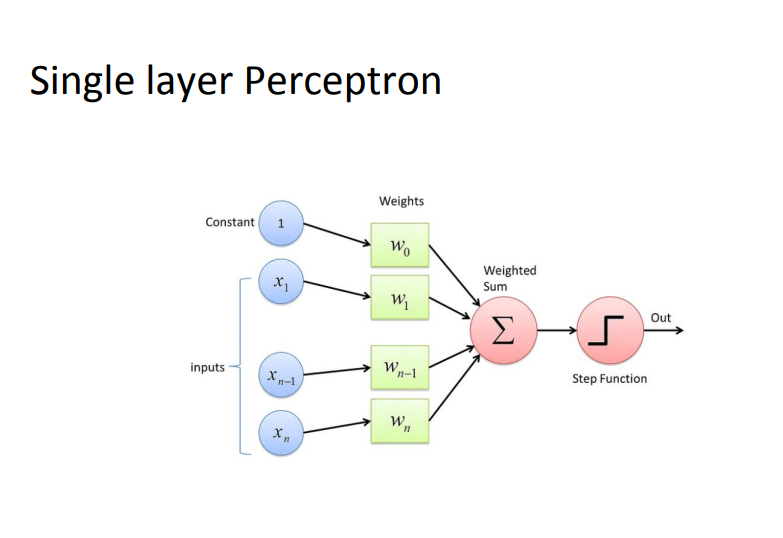 Single layer Perceptron
Weights
Constant
1
w₀
x₁
w₁
Weighted
Sum
Σ
Out
inputs
xₙ₋₁
wₙ₋₁
Step Function
xₙ
wₙ